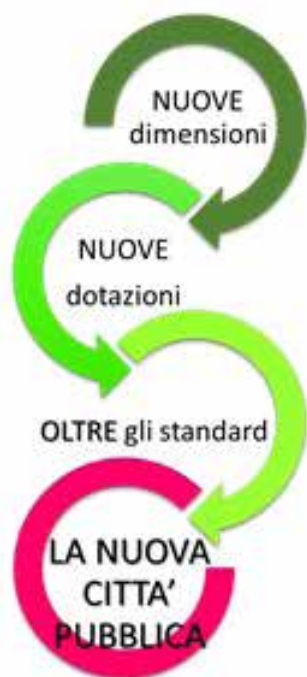 NUOVE
dimensioni
NUOVE
dotazioni
OLTRE gli standard
LA NUOVA
CITTA'
PUBBLICA